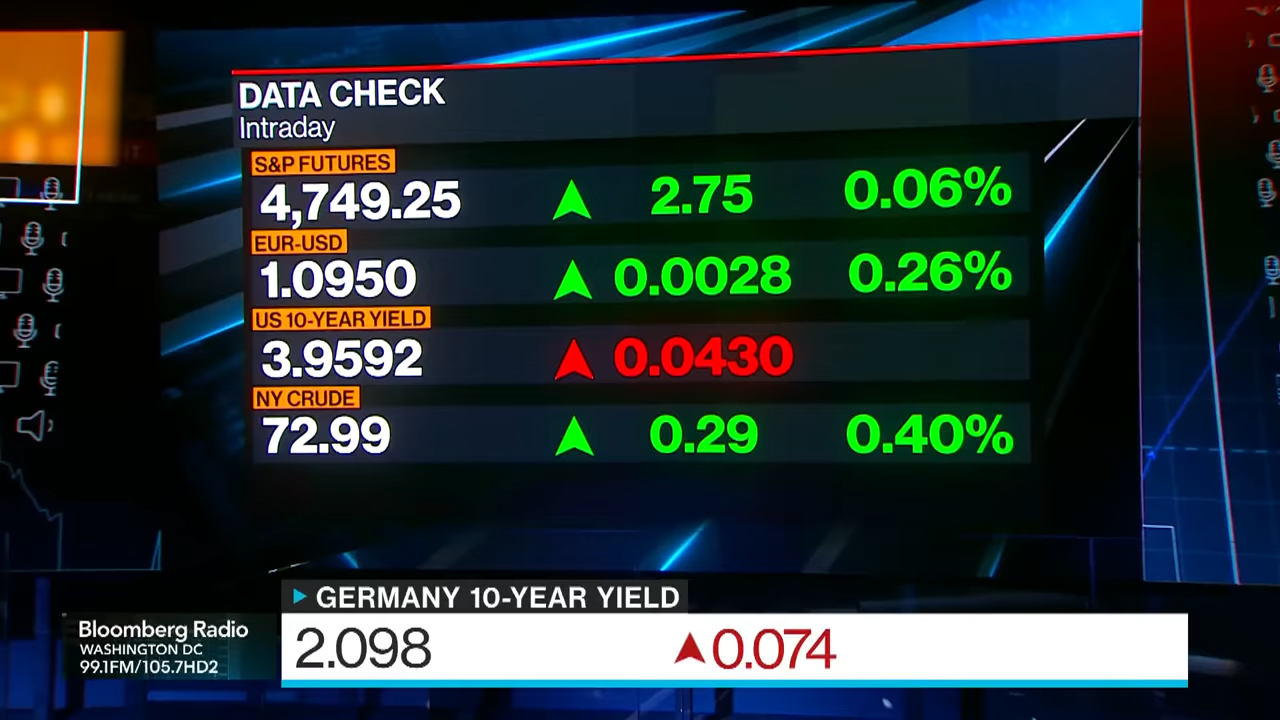 DATA CHECK
Intraday
S&P FUTURES
4,749.25 ▲ 2.75 0.06%
EUR-USD
1.0950 ▲ 0.0028 0.26%
US 10-YEAR YIELD
3.9592 ▲ 0.0430
NY CRUDE
72.99 ▲ 0.29 0.40%
GERMANY 10-YEAR YIELD
2.098 ▲ 0.074
Bloomberg Radio
WASHINGTON DC
99.1FM/105.7HD2